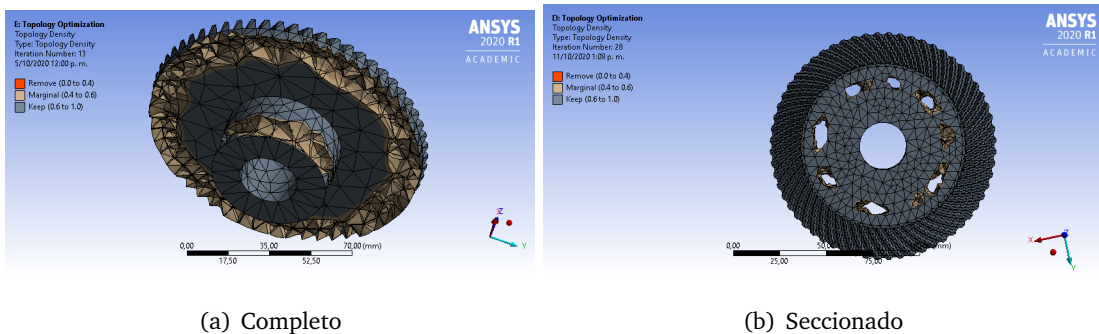 E: Topology Optimization
Topology Density
Type: Topology Density
Iteration Number: 13
5/10/2020 12:00 p. m.
Remove (0.0 to 0.4)
Marginal (0.4 to 0.6)
Keep (0.6 to 1.0)
ANSYS
2020 R1
ACADEMIC
Z
Y
0,00
35,00
70,00 (mm)
17,50
52,50
D: Topology Optimization
Topology Density
Type: Topology Density
Iteration Number: 28
11/10/2020 1:08 p. m.
Remove (0.0 to 0.4)
Marginal (0.4 to 0.6)
Keep (0.6 to 1.0)
ANSYS
2020 R1
ACADEMIC
X
Z
Y
0,00
(mm)
25,00
75,00
(a) Completo
(b) Seccionado